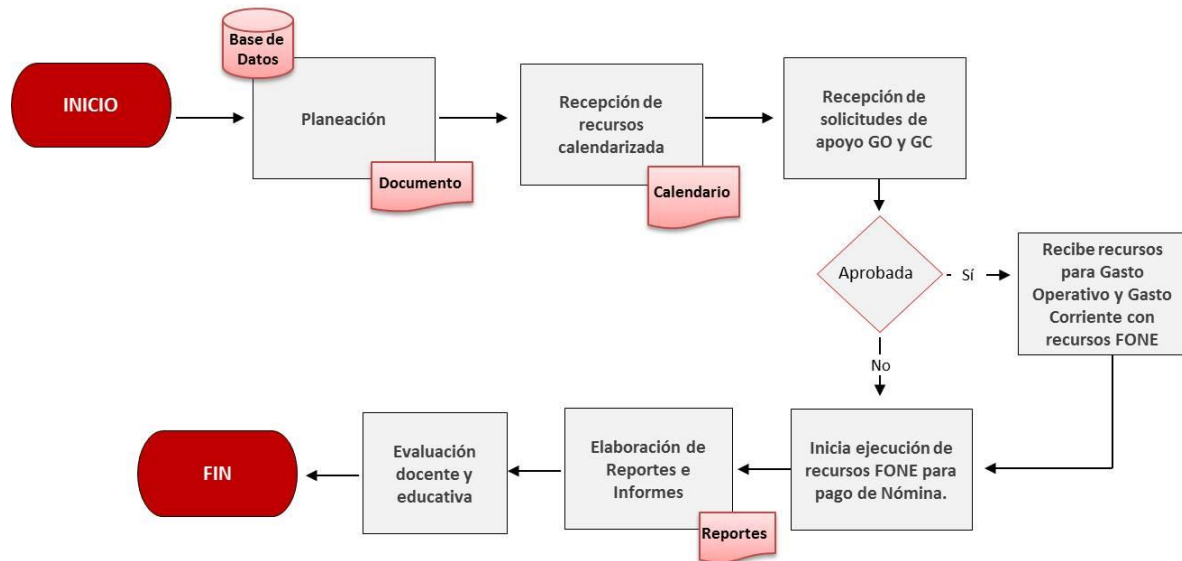 Base de
Datos
INICIO
Planeación
Documento
Recepción de
recursos
calendarizada
Calendario
Recepción de
solicitudes de
apoyo GO y GC
Aprobada
Sí
No
Recibe recursos
para Gasto
Operativo y Gasto
Corriente con
recursos FONE
Inicia ejecución de
recursos FONE para
pago de Nómina.
Elaboración de
Reportes e
Informes
Reportes
Evaluación
docente y
educativa
FIN